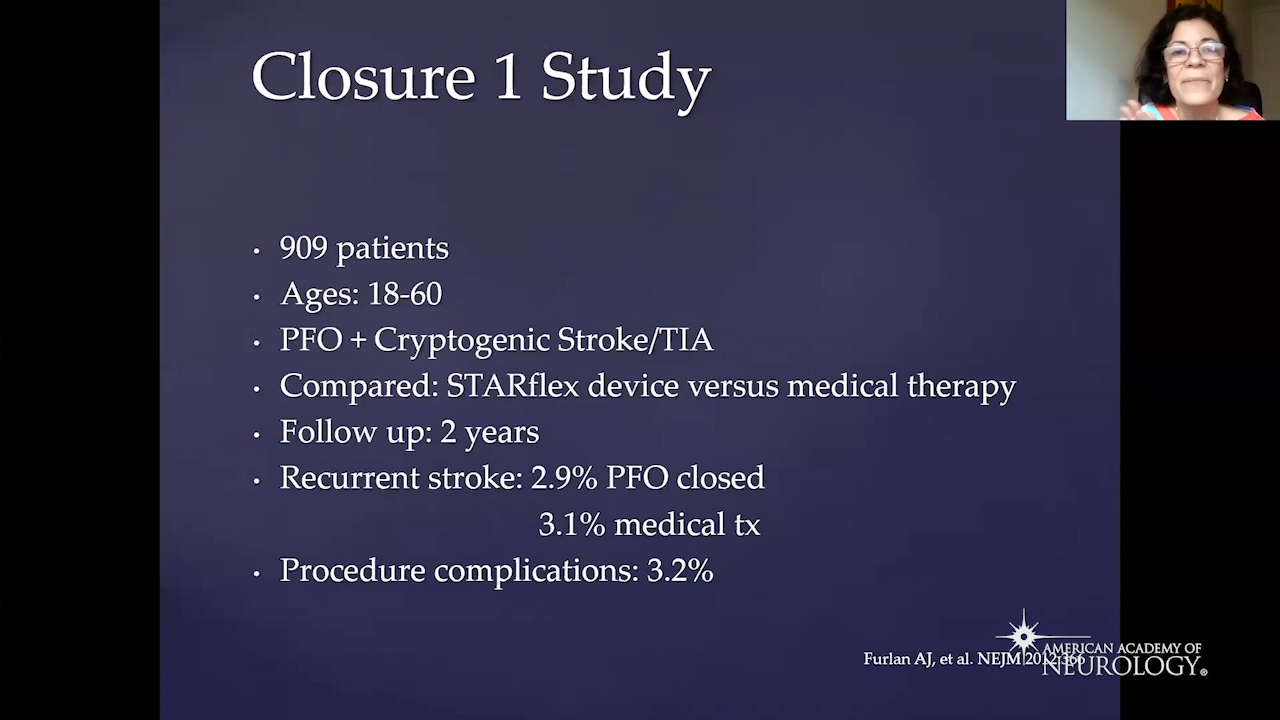 Closure 1 Study
• 909 patients
• Ages: 18-60
• PFO + Cryptogenic Stroke/TIA
• Compared: STARflex device versus medical therapy
• Follow up: 2 years
• Recurrent stroke: 2.9% PFO closed
3.1% medical tx
• Procedure complications: 3.2%
Furlan AJ, et al. NEJM 2012;366
AMERICAN ACADEMY OF
NEUROLOGY®